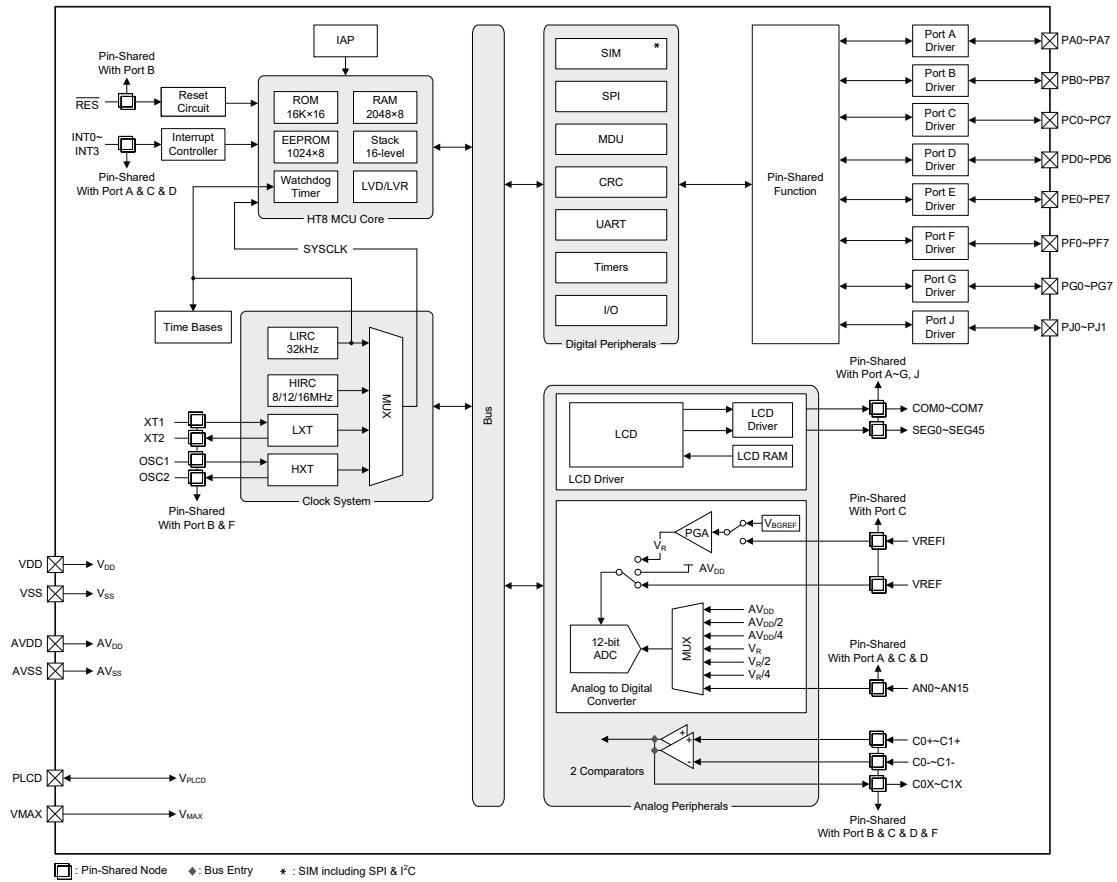 IAP
Pin-Shared
With Port B
RES
Reset
Circuit
INT0~
INT3
Interrupt
Controller
Pin-Shared
With Port A & C & D
ROM
16K×16
RAM
2048×8
EEPROM
1024×8
Stack
16-level
Watchdog
Timer
LVD/LVR
HT8 MCU Core
SYSCLK
Time Bases
LIRC
32kHz
HIRC
8/12/16MHz
LXT
HXT
MUX
Clock System
XT1
XT2
OSC1
OSC2
Pin-Shared
With Port B & F
VDD
VDD
VSS
VSS
AVDD
AVDD
AVSS
AVSS
PLCD
VPLCD
VMAX
VMAX
Bus
SIM
*
SPI
MDU
CRC
UART
Timers
I/O
Digital Peripherals
Pin-Shared
Function
Port A
Driver
PA0~PA7
Port B
Driver
PB0~PB7
Port C
Driver
PC0~PC7
Port D
Driver
PD0~PD6
Port E
Driver
PE0~PE7
Port F
Driver
PF0~PF7
Port G
Driver
PG0~PG7
Port J
Driver
PJ0~PJ1
Pin-Shared
With Port A~G, J
LCD
LCD
Driver
LCD RAM
LCD Driver
COM0~COM7
SEG0~SEG45
Pin-Shared
With Port C
PGA
VBGREF
VR
AVDD
VREFI
VREF
12-bit
ADC
MUX
AVDD
AVDD/2
AVDD/4
VR
VR/2
VR/4
Analog to Digital
Converter
Pin-Shared
With Port A & C & D
AN0~AN15
+
+
-
2 Comparators
C0+~C1+
C0-~C1-
C0X~C1X
Analog Peripherals
Pin-Shared
With Port B & C & D & F
: Pin-Shared Node
: Bus Entry
* : SIM including SPI & I²C